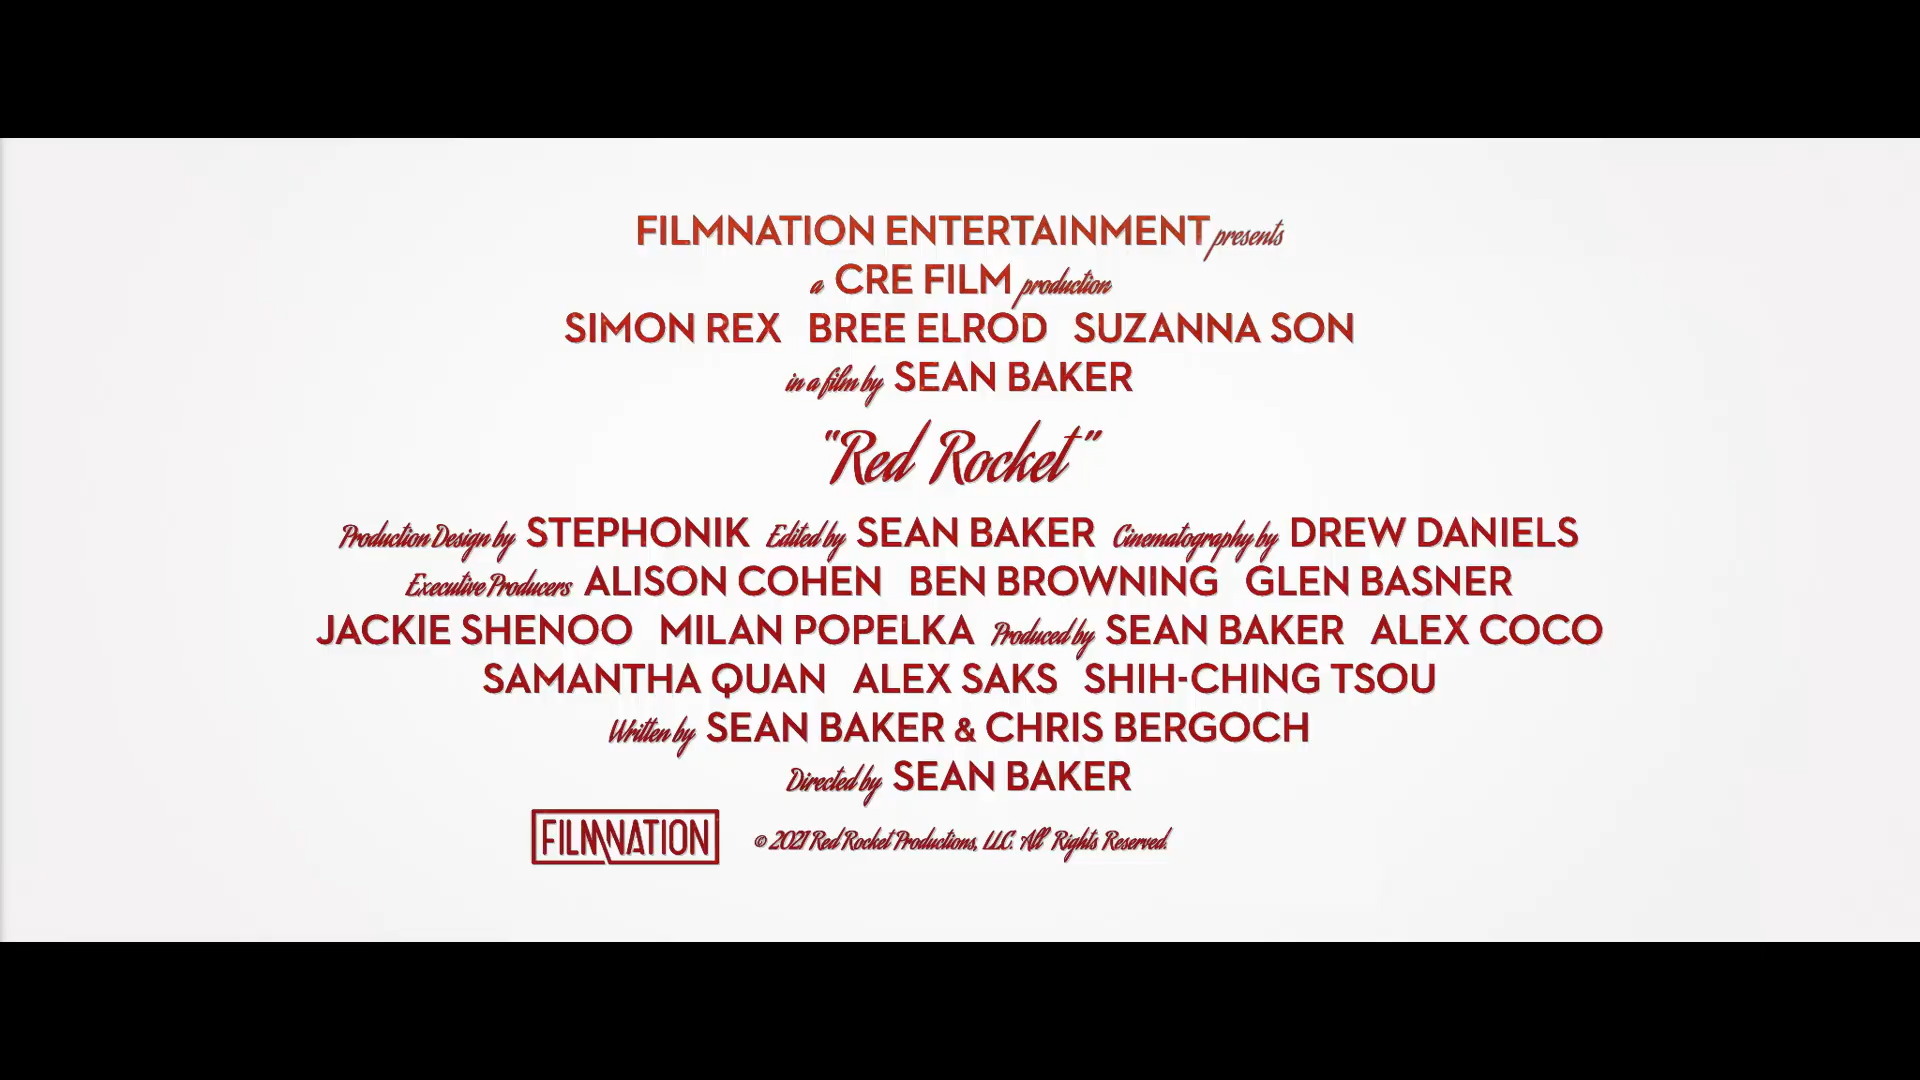 FILMNATION ENTERTAINMENT presents
a CRE FILM production
SIMON REX BREE ELROD SUZANNA SON
in a film by SEAN BAKER
"Red Rocket"
Production Design by STEPHONIK Edited by SEAN BAKER Cinematography by DREW DANIELS
Executive Producers ALISON COHEN BEN BROWNING GLEN BASNER
JACKIE SHENOO MILAN POPELKA Produced by SEAN BAKER ALEX COCO
SAMANTHA QUAN ALEX SAKS SHIH-CHING TSOU
Written by SEAN BAKER & CHRIS BERGOCH
Directed by SEAN BAKER
FILMNATION © 2021 Red Rocket Productions, LLC. All Rights Reserved.